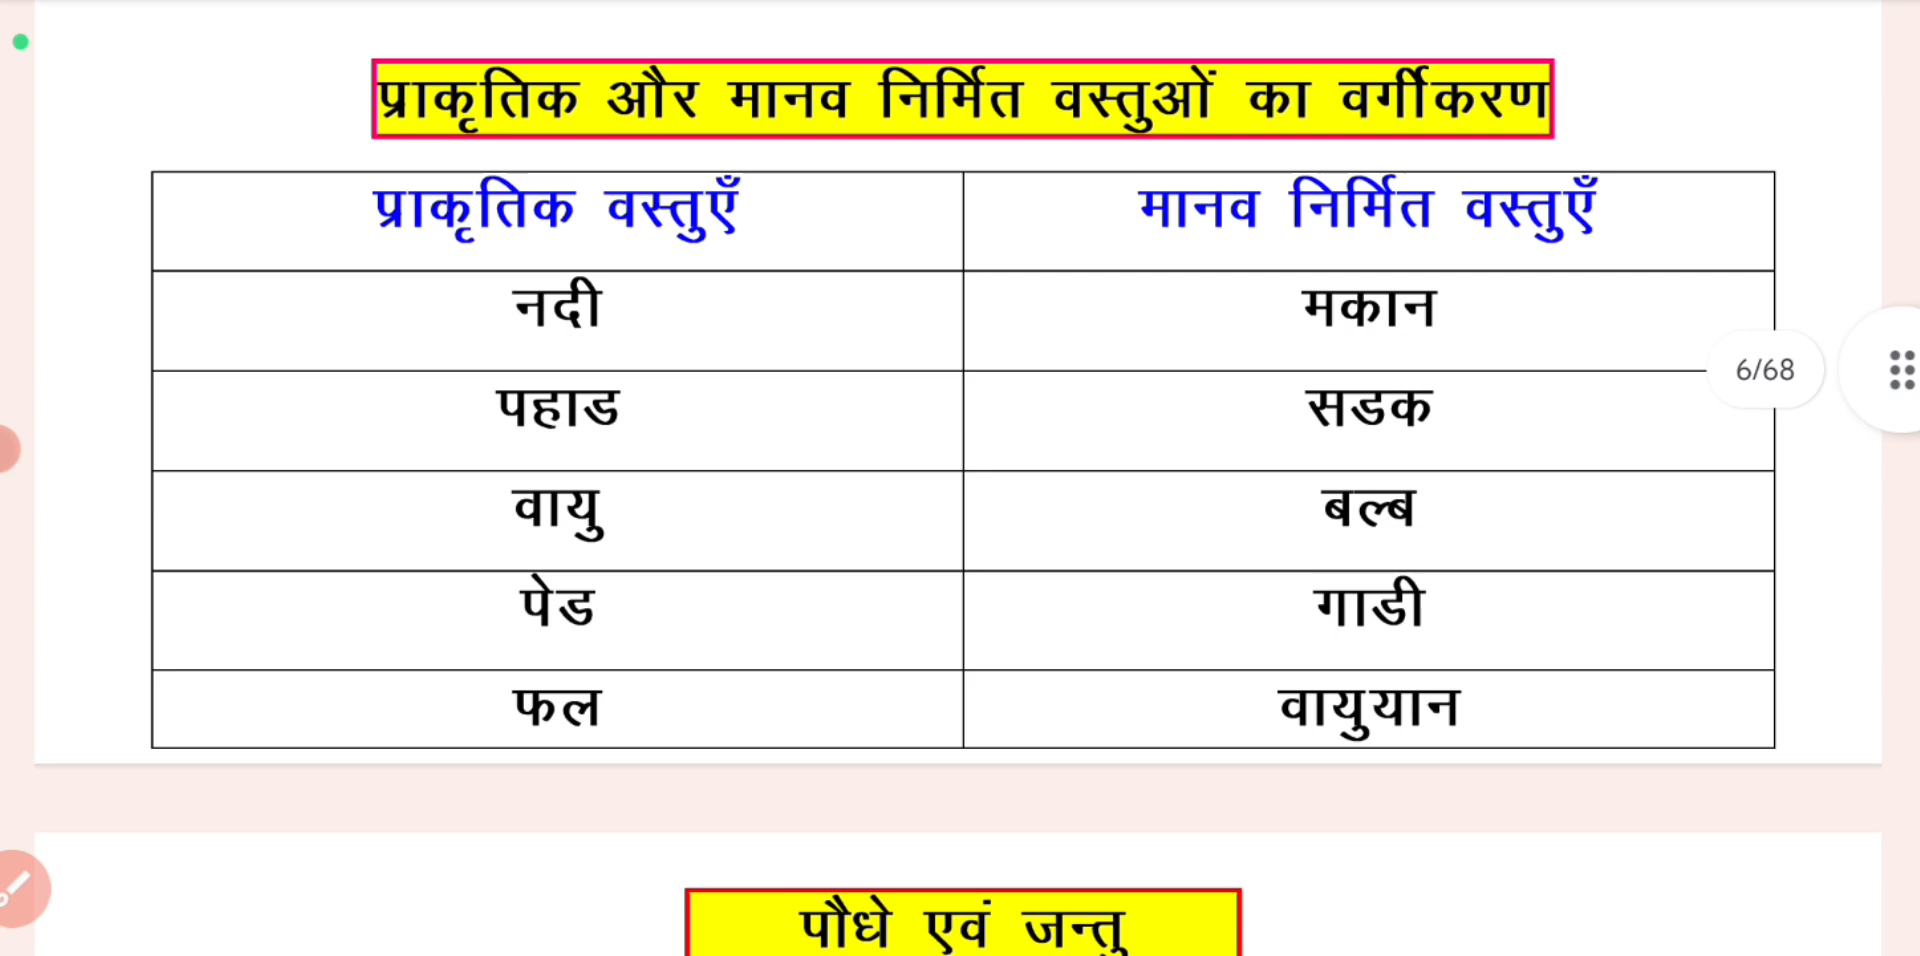 प्राकृतिक और मानव निर्मित वस्तुओं का वर्गीकरण
प्राकृतिक वस्तुएँ मानव निर्मित वस्तुएँ
नदी मकान
पहाड सडक
6/68
वायु बल्ब
पेड गाडी
फल वायुयान
पौधे एवं जन्तु